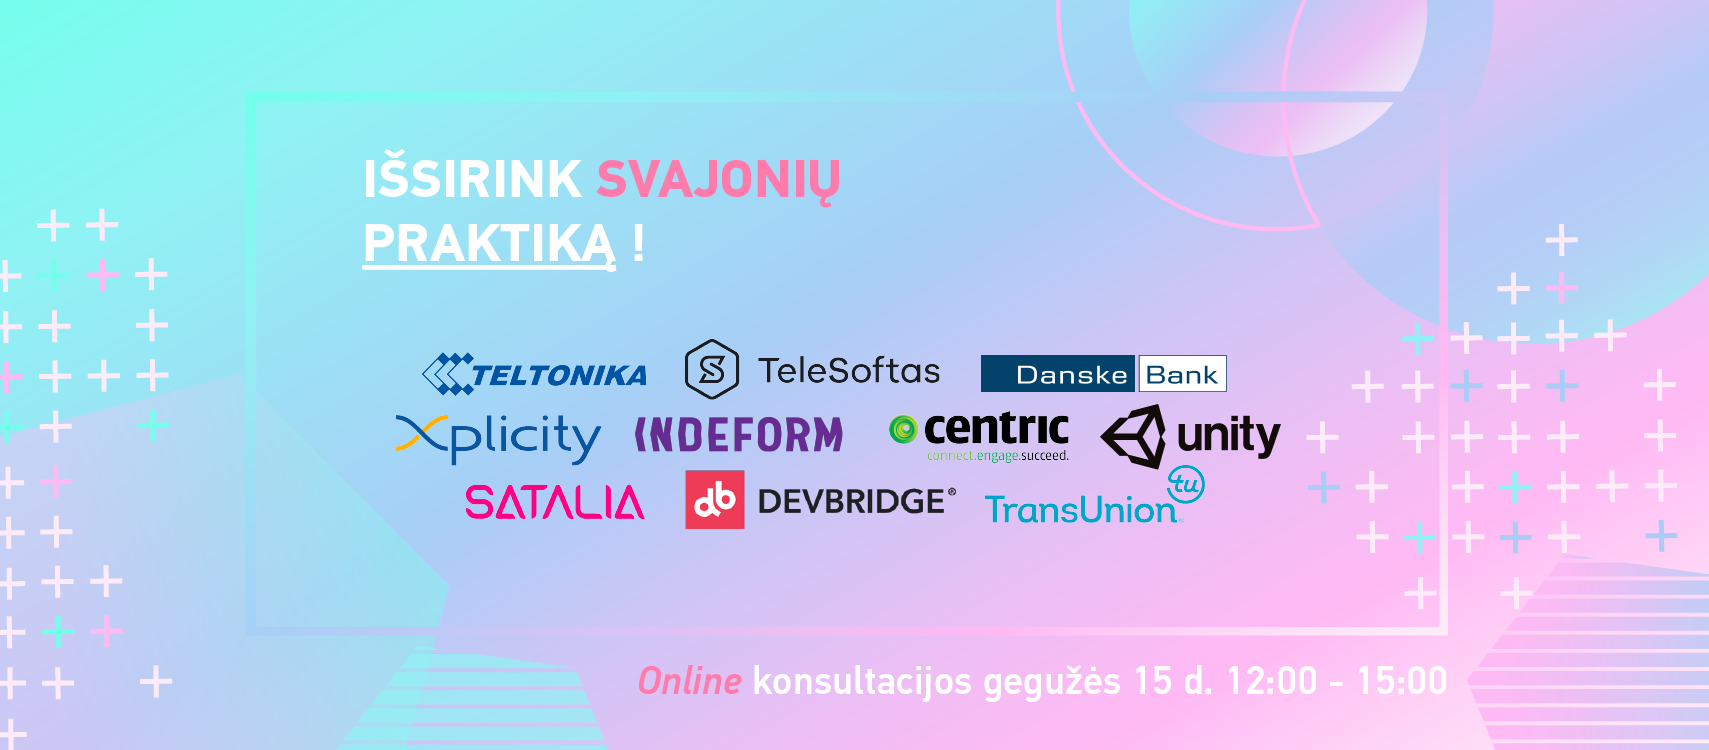 IŠSIRINK SVAJONIŲ
PRAKTIKĄ !
TELTONIKA
TeleSoftas
Danske Bank
Xplicity
INDEFORM
centric
connect.engage.succeed.
unity
SATALIA
db DEVBRIDGE®
tu
TransUnion
Online konsultacijos gegužės 15 d. 12:00 - 15:00